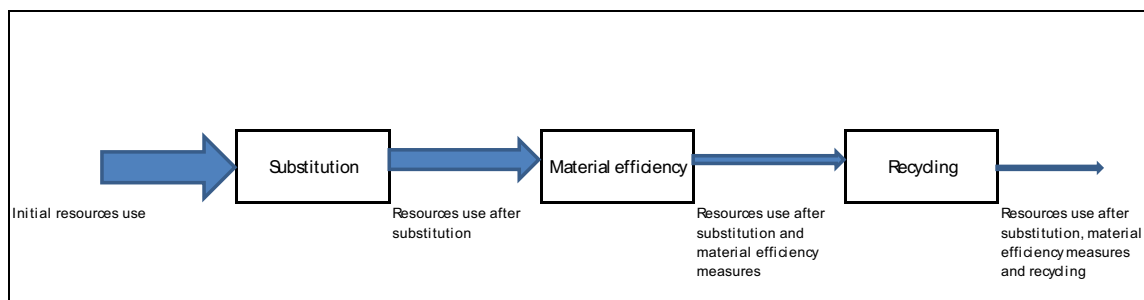 Substitution
Material efficiency
Recycling
Initial resources use
Resources use after
substitution
Resources use after
substitution and
material efficiency
measures
Resources use after
substitution, material
efficiency measures
and recycling